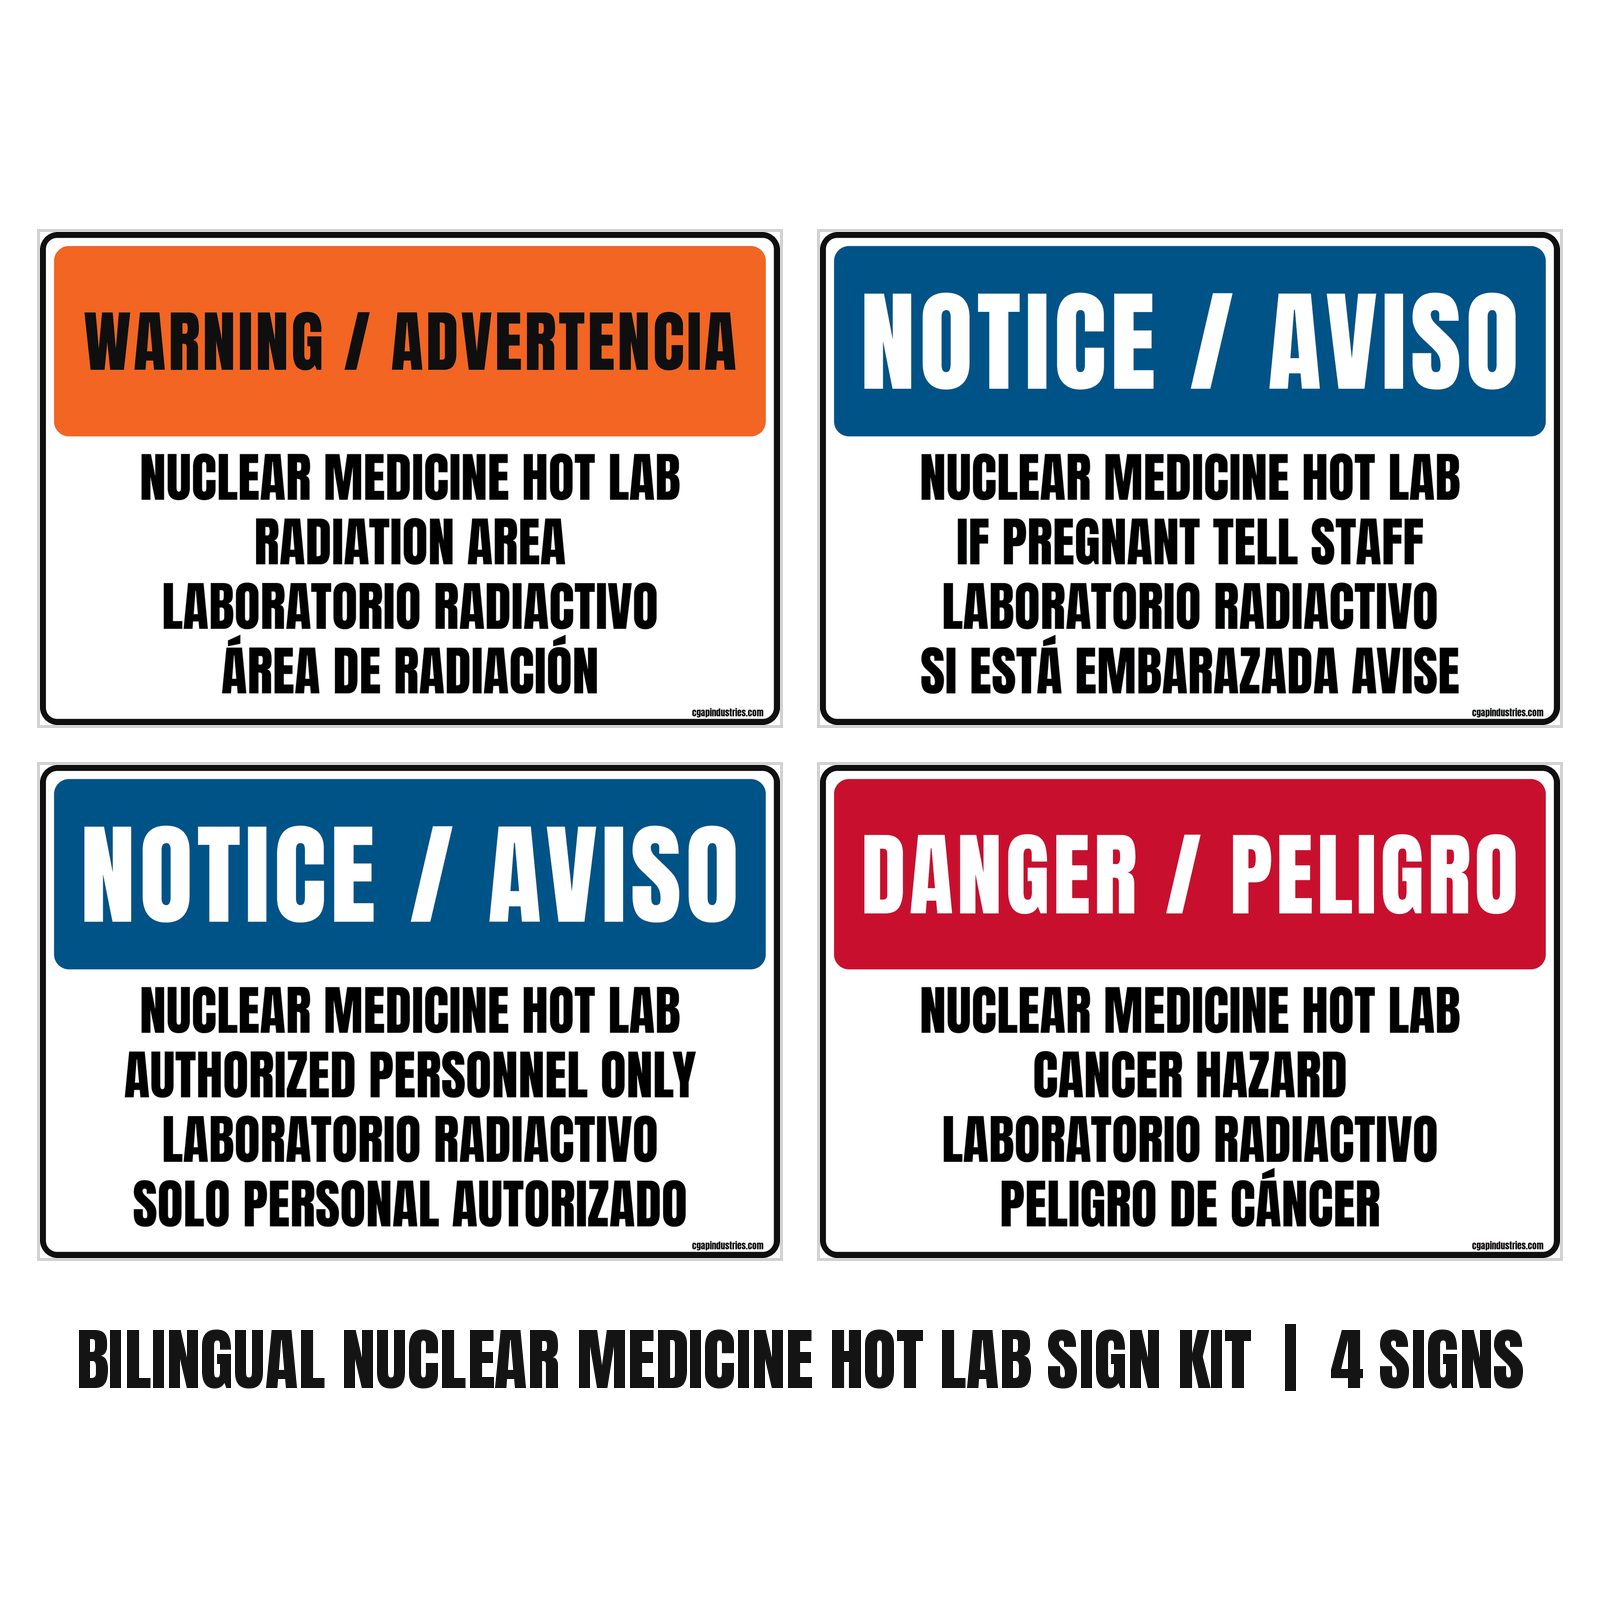 WARNING / ADVERTENCIA
NUCLEAR MEDICINE HOT LAB
RADIATION AREA
LABORATORIO RADIACTIVO
ÁREA DE RADIACIÓN
cgapindustries.com
NOTICE / AVISO
NUCLEAR MEDICINE HOT LAB
IF PREGNANT TELL STAFF
LABORATORIO RADIACTIVO
SI ESTÁ EMBARAZADA AVISE
cgapindustries.com
NOTICE / AVISO
NUCLEAR MEDICINE HOT LAB
AUTHORIZED PERSONNEL ONLY
LABORATORIO RADIACTIVO
SOLO PERSONAL AUTORIZADO
cgapindustries.com
DANGER / PELIGRO
NUCLEAR MEDICINE HOT LAB
CANCER HAZARD
LABORATORIO RADIACTIVO
PELIGRO DE CÁNCER
cgapindustries.com
BILINGUAL NUCLEAR MEDICINE HOT LAB SIGN KIT | 4 SIGNS